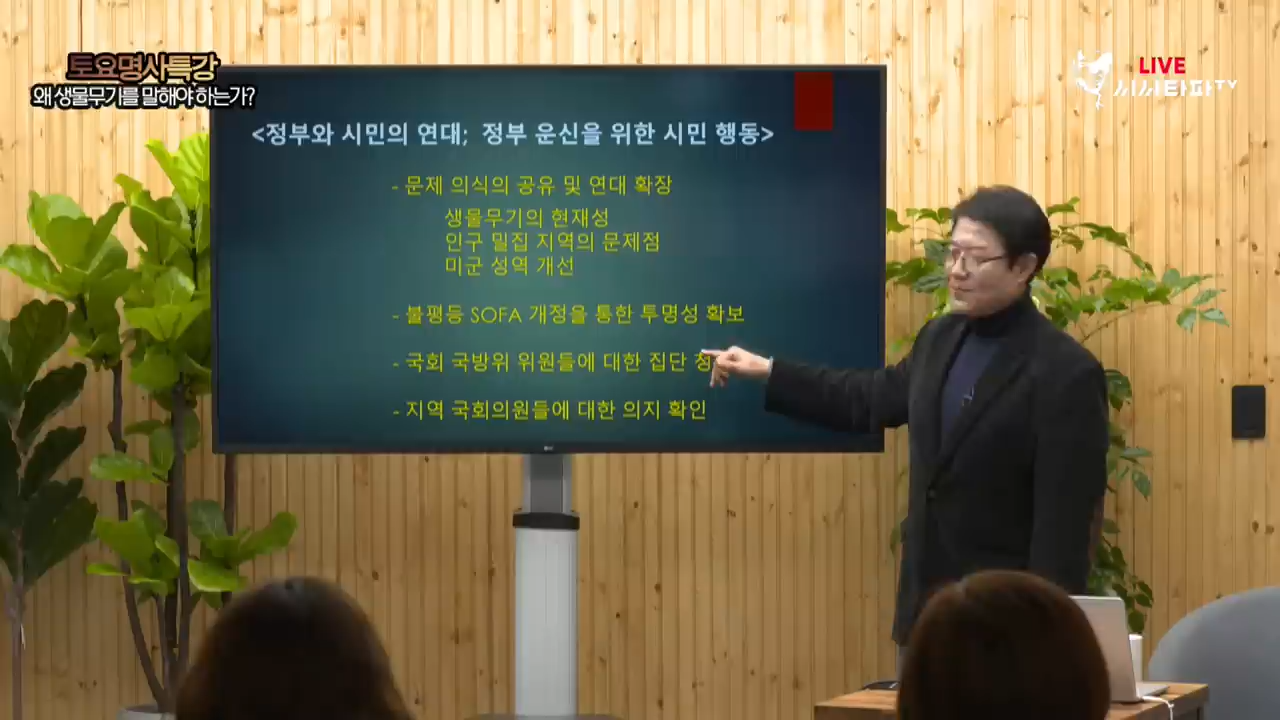 토요명사특강
왜 생물무기를 말해야 하는가?
LIVE
씨씨타파TV
<정부와 시민의 연대; 정부 운신을 위한 시민 행동>
- 문제 의식의 공유 및 연대 확장
생물무기의 현재성
인구 밀집 지역의 문제점
미군 성역 개선
- 불평등 SOFA 개정을 통한 투명성 확보
- 국회 국방위 위원들에 대한 집단
- 지역 국회의원들에 대한 의지 확인